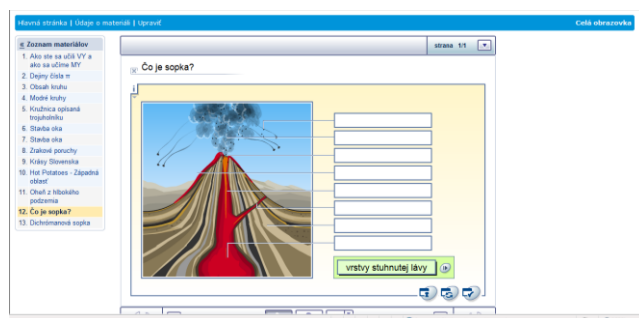 Hlavná stránka | Údaje o materiáli | Upraviť
Celá obrazovka
« Zoznam materiálov
1. Ako ste sa učili VY a
ako sa učíme MY
2. Dejiny čísla π
3. Obsah kruhu
4. Modré kruhy
5. Kružnica opísaná
trojuholníku
6. Stavba oka
7. Stavba oka
8. Zrakové poruchy
9. Krásy Slovenska
10. Hot Potatoes - Západná
oblasť
11. Oheň z hlbokého
podzemia
12. Čo je sopka?
13. Dichrómanová sopka
strana 1/1
Čo je sopka?
i
vrstvy stuhnutej lávy